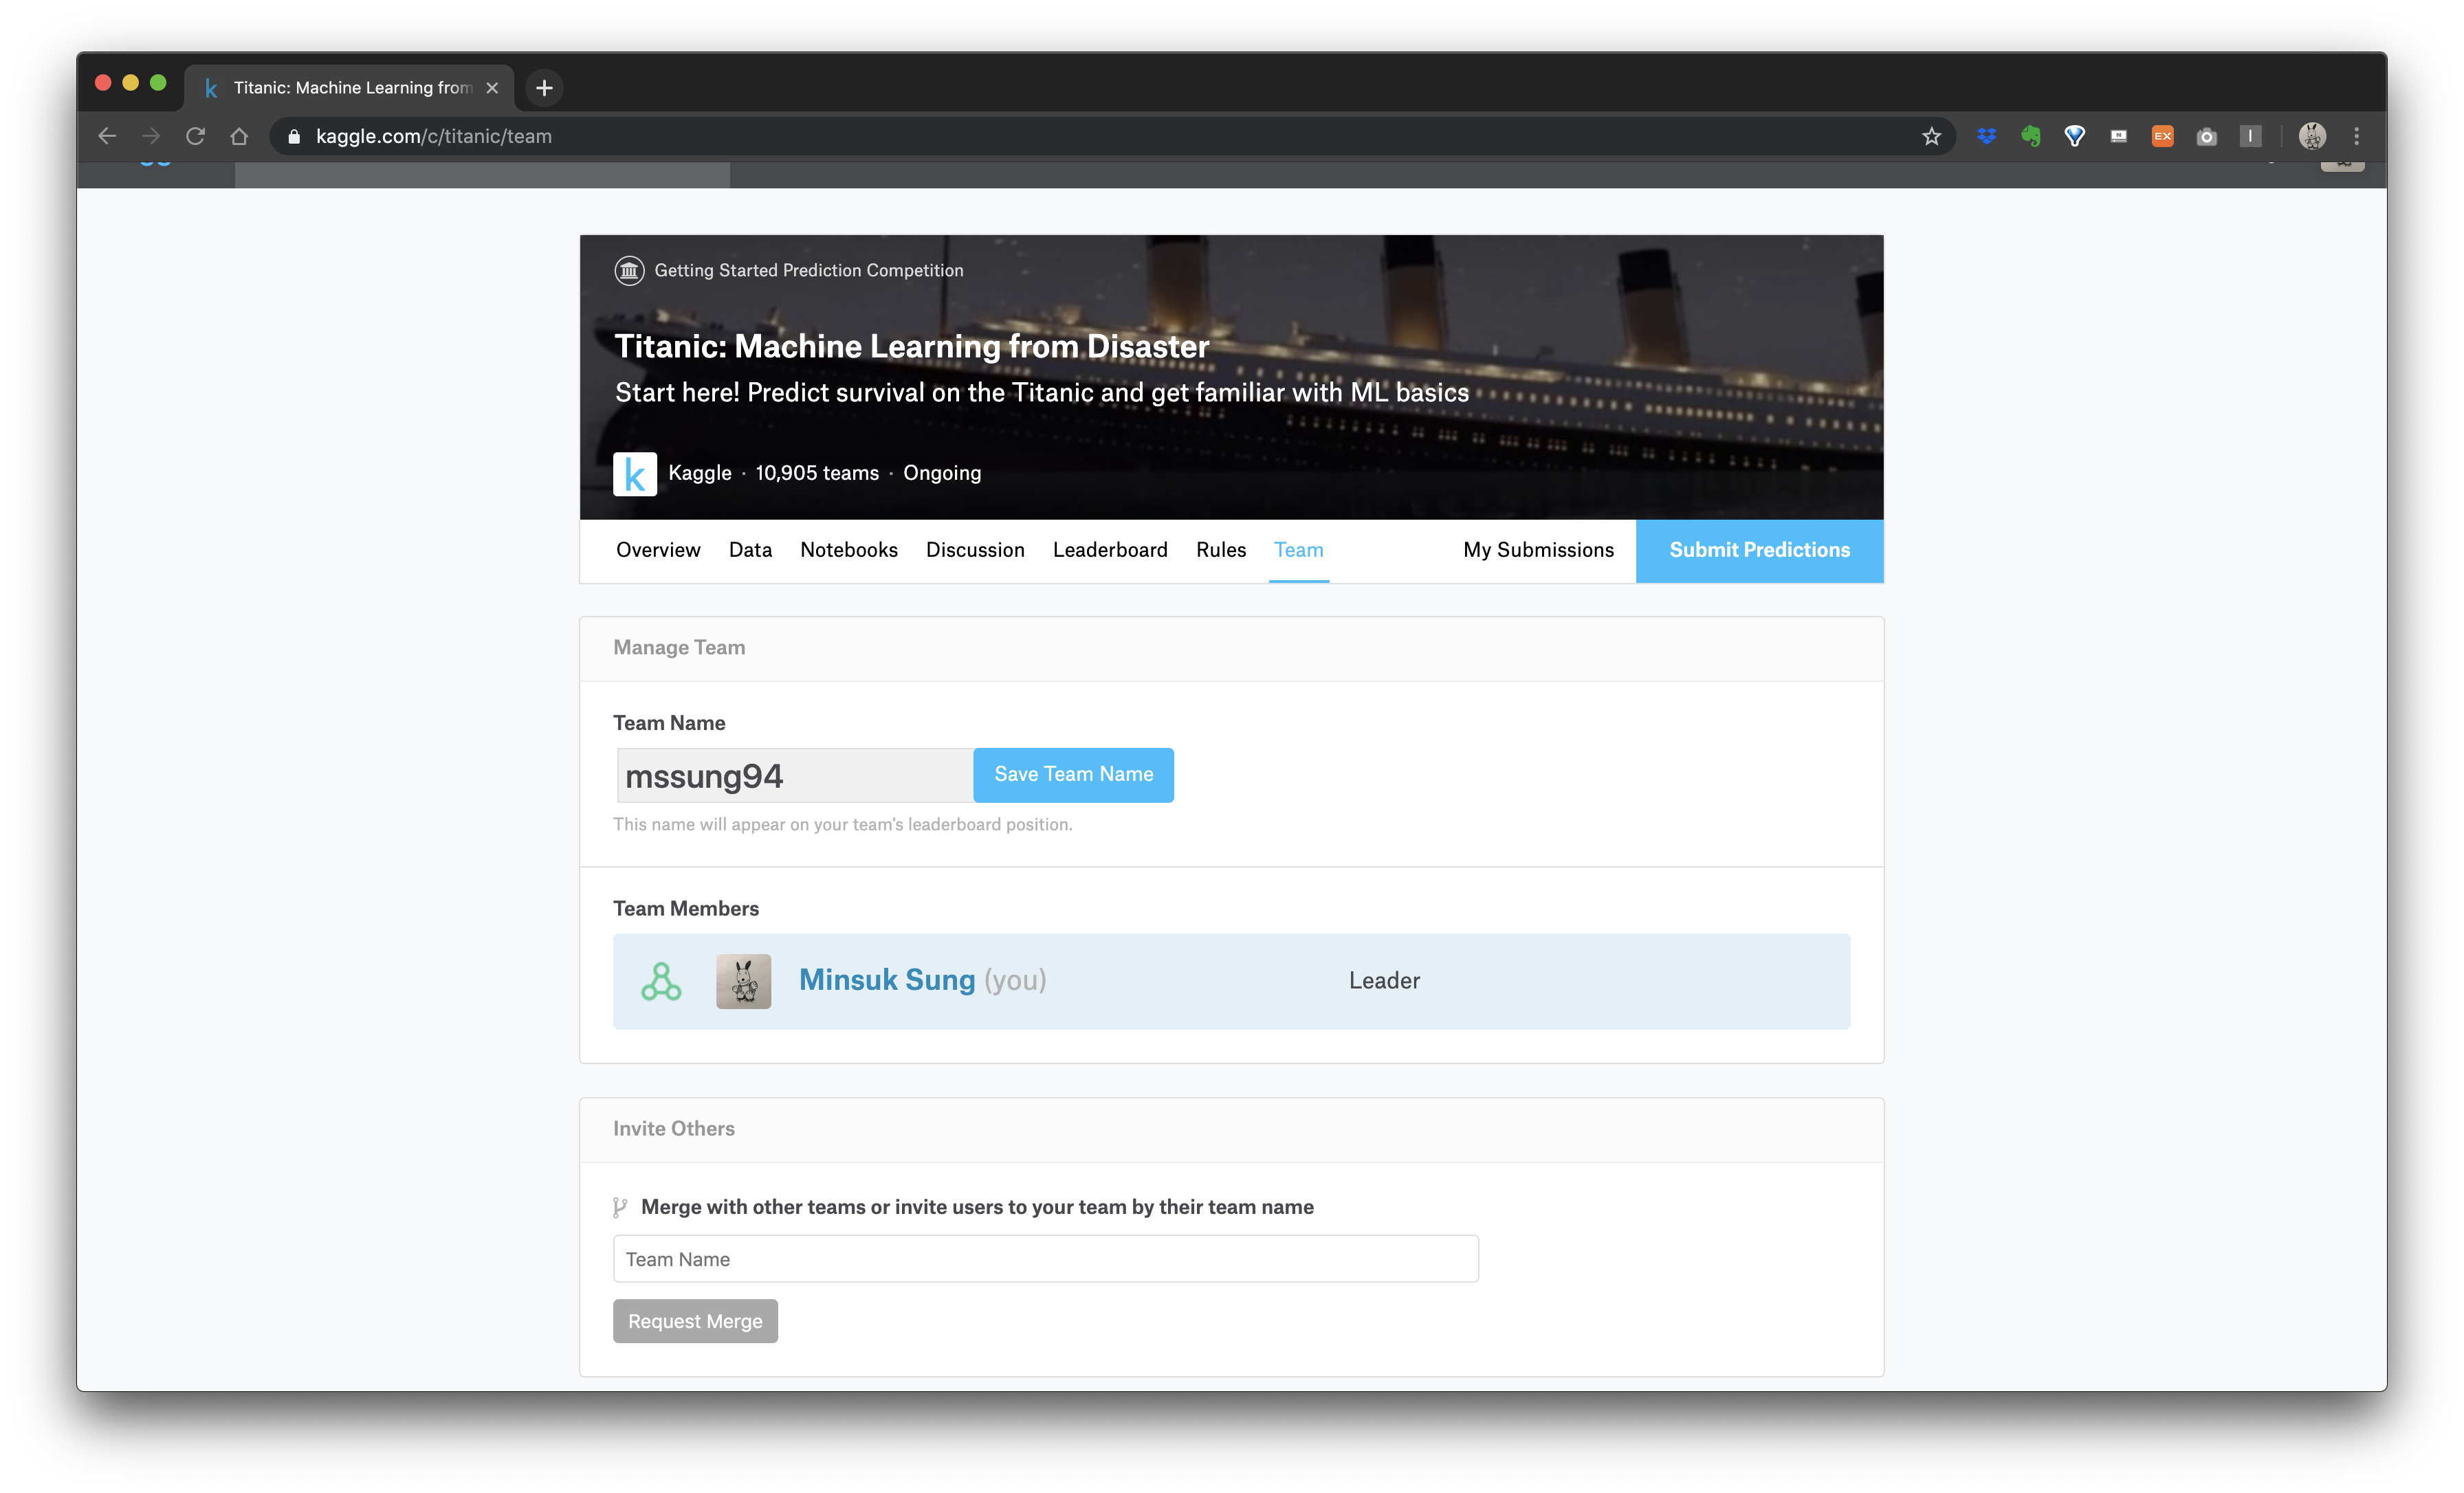 Titanic: Machine Learning from
kaggle.com/c/titanic/team
EX
Getting Started Prediction Competition
Titanic: Machine Learning from Disaster
Start here! Predict survival on the Titanic and get familiar with ML basics
k Kaggle · 10,905 teams · Ongoing
Overview Data Notebooks Discussion Leaderboard Rules Team My Submissions Submit Predictions
Manage Team
Team Name
mssung94 Save Team Name
This name will appear on your team's leaderboard position.
Team Members
Minsuk Sung (you) Leader
Invite Others
Merge with other teams or invite users to your team by their team name
Team Name
Request Merge